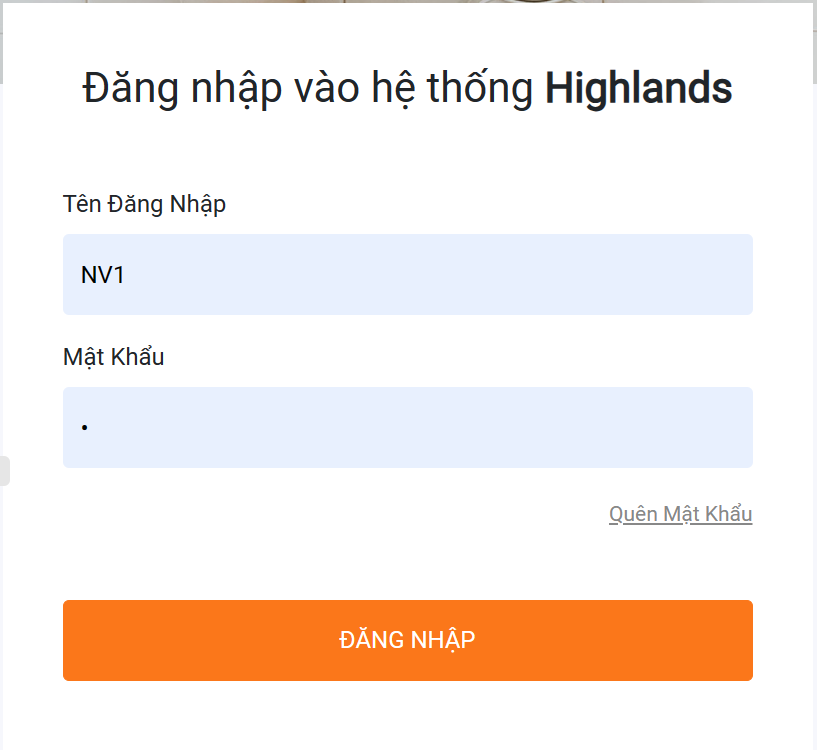 Đăng nhập vào hệ thống Highlands
Tên Đăng Nhập
NV1
Mật Khẩu
•
Quên Mật Khẩu
ĐĂNG NHẬP